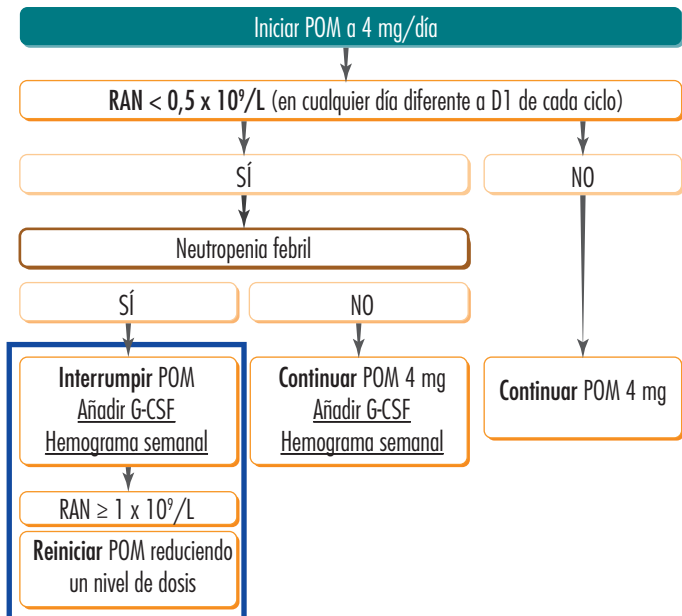 Iniciar POM a 4 mg/día
RAN < 0,5 x 10⁹/L (en cualquier día diferente a D1 de cada ciclo)
SÍ
NO
Neutropenia febril
SÍ
NO
Interrumpir POM
Añadir G-CSF
Hemograma semanal
Continuar POM 4 mg
Añadir G-CSF
Hemograma semanal
Continuar POM 4 mg
RAN ≥ 1 x 10⁹/L
Reiniciar POM reduciendo
un nivel de dosis